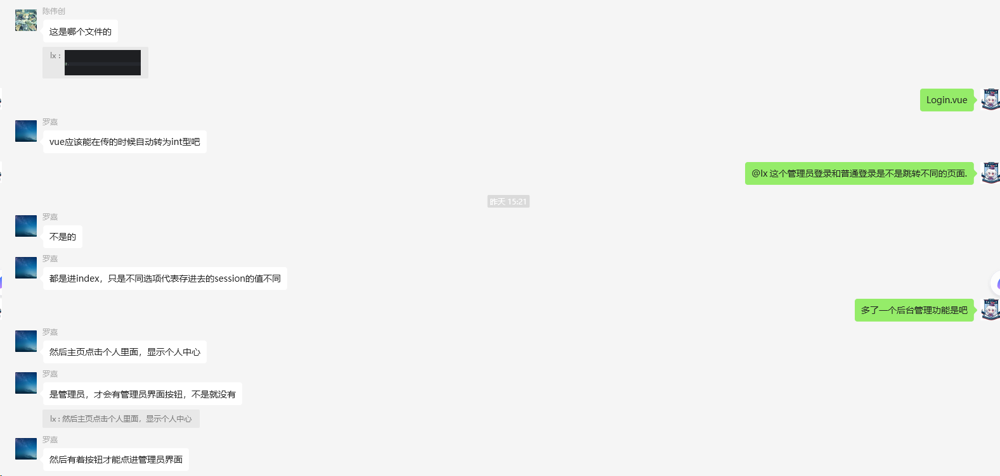 陈伟创
这是哪个文件的
lx :
Login.vue
罗熹
vue应该能在传的时候自动转为int型吧
@lx 这个管理员登录和普通登录是不是跳转不同的页面.
昨天 15:21
罗熹
不是的
罗熹
都是进index，只是不同选项代表存进去的session的值不同
多了一个后台管理功能是吧
罗熹
然后主页点击个人里面，显示个人中心
罗熹
是管理员，才会有管理员界面按钮，不是就没有
lx : 然后主页点击个人里面，显示个人中心
罗熹
然后有着按钮才能点进管理员界面